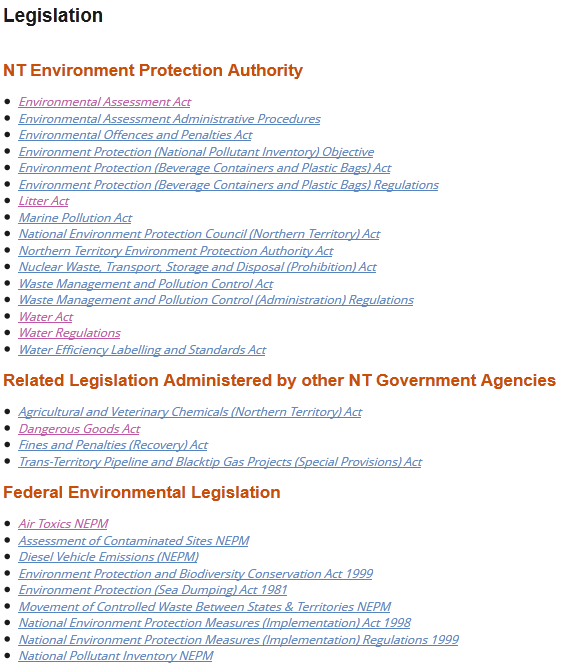 Legislation
NT Environment Protection Authority
Environmental Assessment Act
Environmental Assessment Administrative Procedures
Environmental Offences and Penalties Act
Environment Protection (National Pollutant Inventory) Objective
Environment Protection (Beverage Containers and Plastic Bags) Act
Environment Protection (Beverage Containers and Plastic Bags) Regulations
Litter Act
Marine Pollution Act
National Environment Protection Council (Northern Territory) Act
Northern Territory Environment Protection Authority Act
Nuclear Waste, Transport, Storage and Disposal (Prohibition) Act
Waste Management and Pollution Control Act
Waste Management and Pollution Control (Administration) Regulations
Water Act
Water Regulations
Water Efficiency Labelling and Standards Act
Related Legislation Administered by other NT Government Agencies
Agricultural and Veterinary Chemicals (Northern Territory) Act
Dangerous Goods Act
Fines and Penalties (Recovery) Act
Trans-Territory Pipeline and Blacktip Gas Projects (Special Provisions) Act
Federal Environmental Legislation
Air Toxics NEPM
Assessment of Contaminated Sites NEPM
Diesel Vehicle Emissions (NEPM)
Environment Protection and Biodiversity Conservation Act 1999
Environment Protection (Sea Dumping) Act 1981
Movement of Controlled Waste Between States & Territories NEPM
National Environment Protection Measures (Implementation) Act 1998
National Environment Protection Measures (Implementation) Regulations 1999
National Pollutant Inventory NEPM